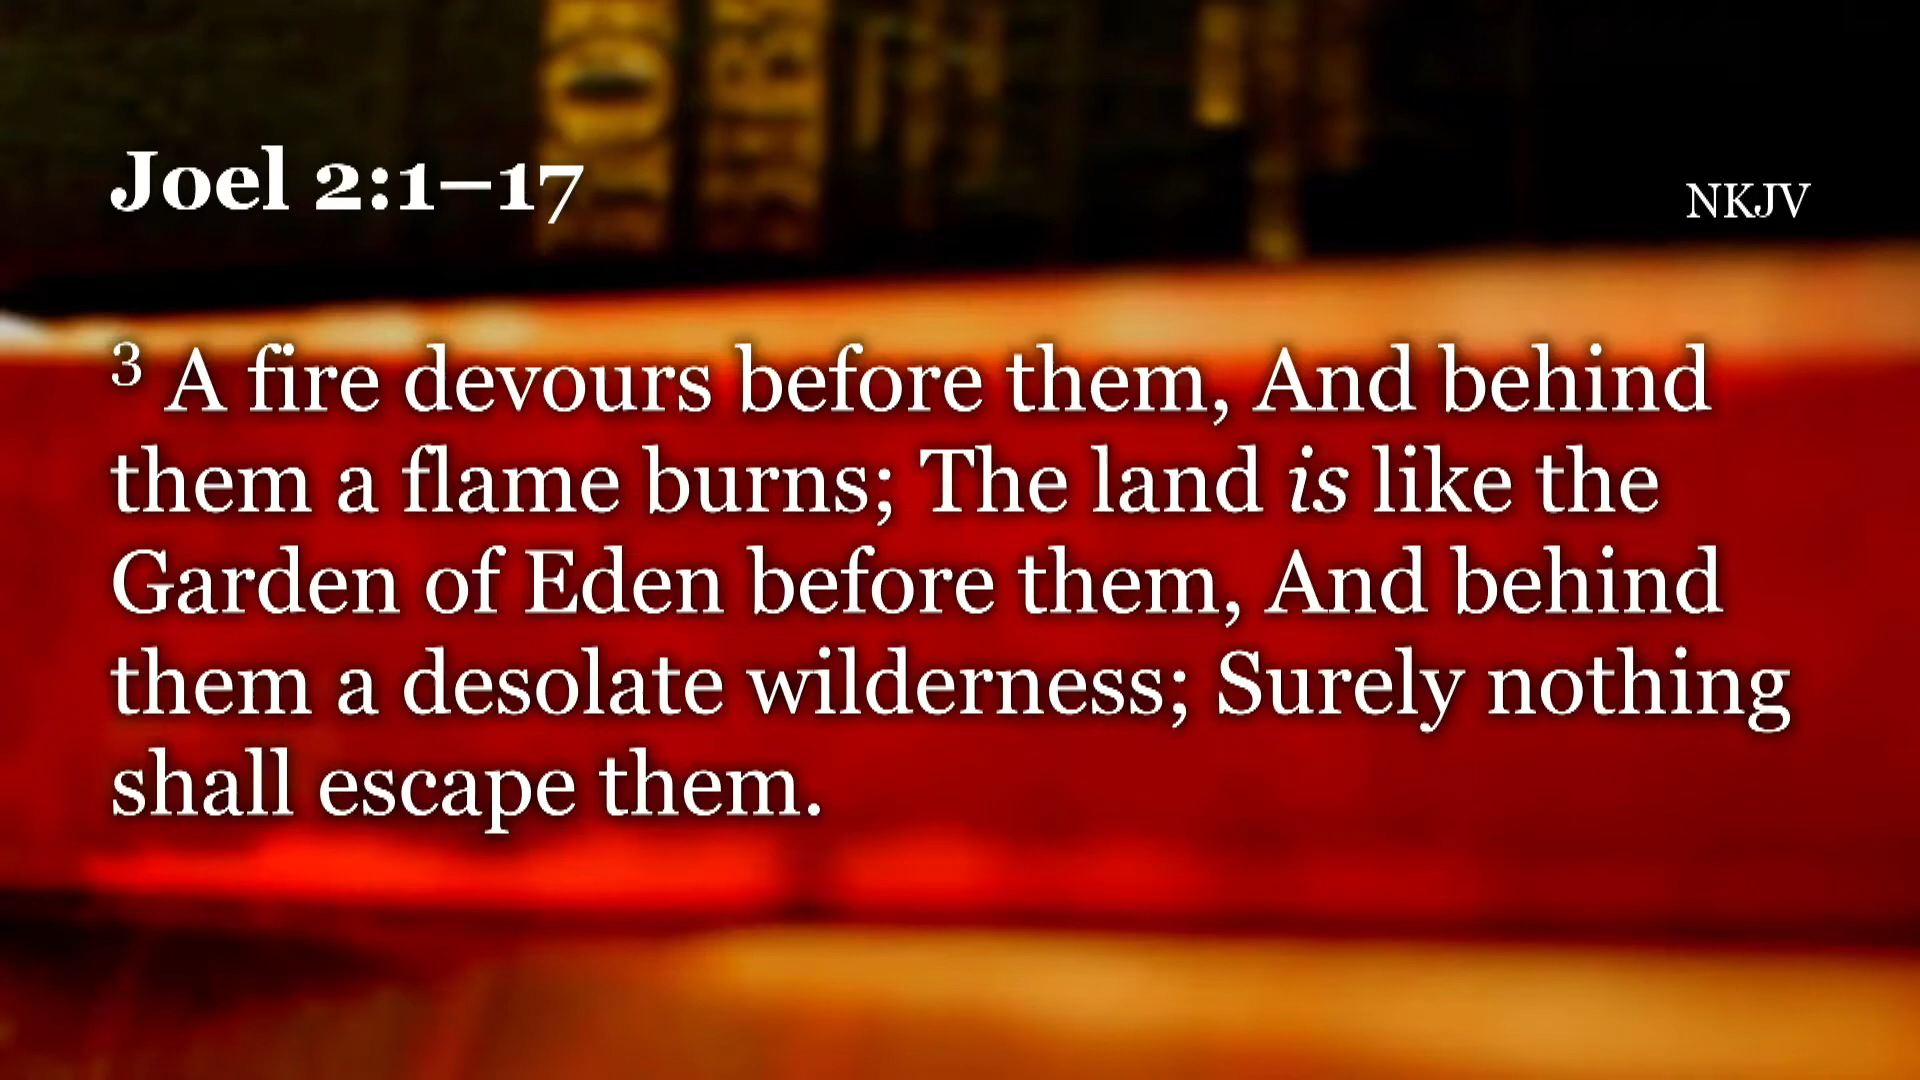 Joel 2:1–17
NKJV
3 A fire devours before them, And behind
them a flame burns; The land is like the
Garden of Eden before them, And behind
them a desolate wilderness; Surely nothing
shall escape them.